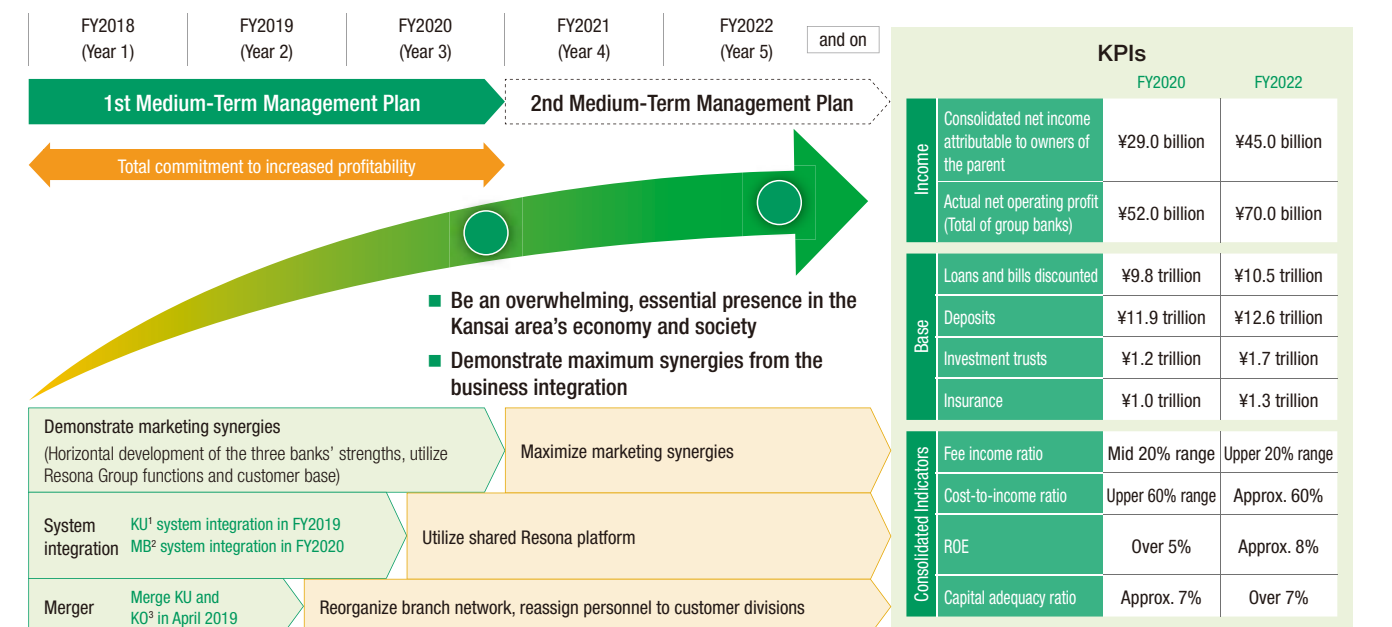 FY2018
(Year 1)
FY2019
(Year 2)
FY2020
(Year 3)
FY2021
(Year 4)
FY2022
(Year 5)
and on
1st Medium-Term Management Plan
2nd Medium-Term Management Plan
Total commitment to increased profitability
■ Be an overwhelming, essential presence in the
Kansai area's economy and society
■ Demonstrate maximum synergies from the
business integration
Demonstrate marketing synergies
(Horizontal development of the three banks' strengths, utilize
Resona Group functions and customer base)
Maximize marketing synergies
System
integration
KU¹ system integration in FY2019
MB² system integration in FY2020
Utilize shared Resona platform
Merger
Merge KU and
KO³ in April 2019
Reorganize branch network, reassign personnel to customer divisions
KPIs
FY2020 FY2022
Income
Consolidated net income
attributable to owners of
the parent
¥29.0 billion ¥45.0 billion
Actual net operating profit
(Total of group banks)
¥52.0 billion ¥70.0 billion
Base
Loans and bills discounted ¥9.8 trillion ¥10.5 trillion
Deposits ¥11.9 trillion ¥12.6 trillion
Investment trusts ¥1.2 trillion ¥1.7 trillion
Insurance ¥1.0 trillion ¥1.3 trillion
Consolidated Indicators
Fee income ratio Mid 20% range Upper 20% range
Cost-to-income ratio Upper 60% range Approx. 60%
ROE Over 5% Approx. 8%
Capital adequacy ratio Approx. 7% Over 7%